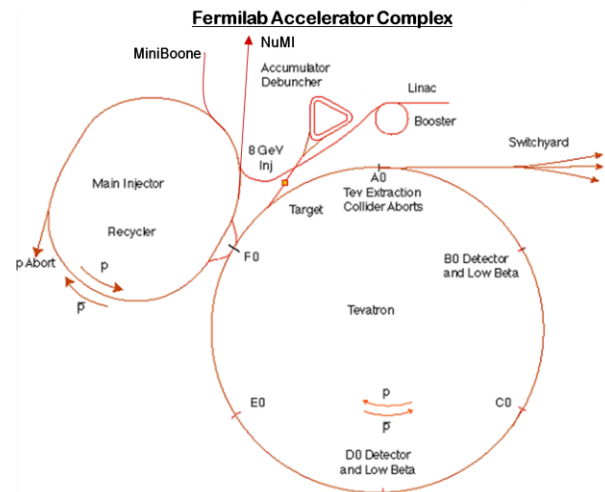 Fermilab Accelerator Complex
MiniBoone
NuMI
Accumulator
Debuncher
Linac
Booster
Switchyard
8 GeV
Inj
A0
Tev Extraction
Collider Aborts
Target
Main Injector
Recycler
F0
p Abort
p
p̅
B0 Detector
and Low Beta
Tevatron
E0
C0
p
p̅
D0 Detector
and Low Beta